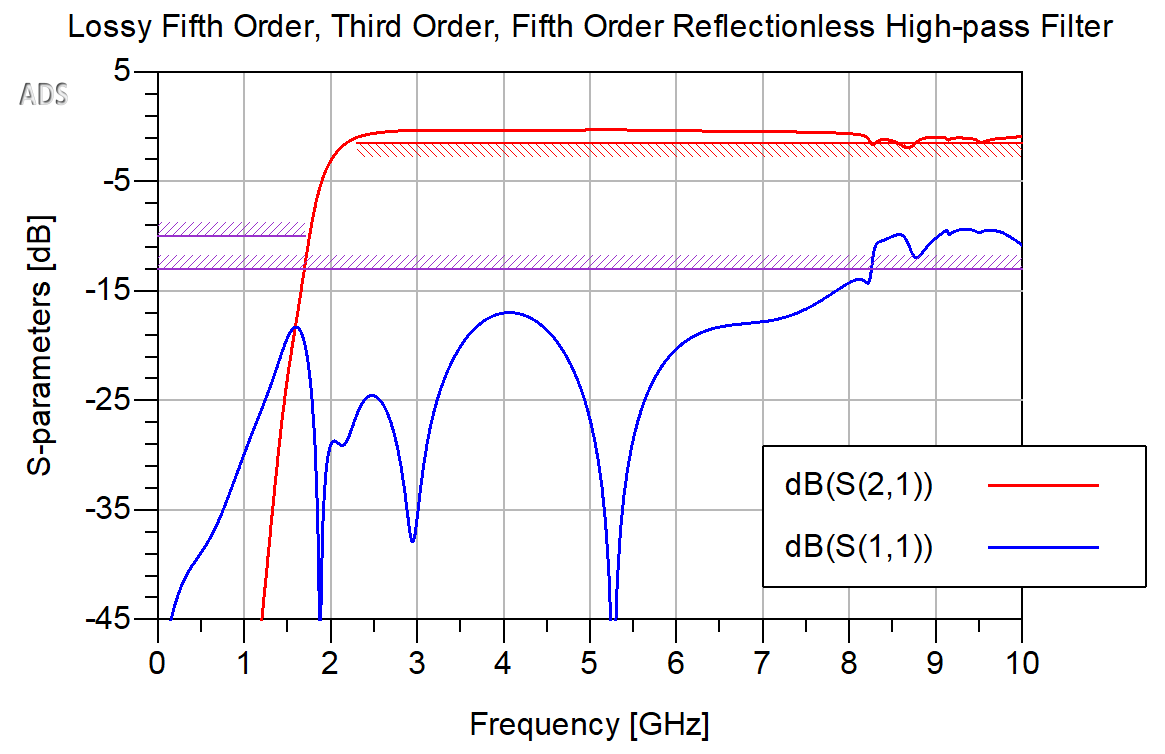 Lossy Fifth Order, Third Order, Fifth Order Reflectionless High-pass Filter
ADS
5
-5
-15
-25
-35
-45
S-parameters [dB]
dB(S(2,1))
dB(S(1,1))
0 1 2 3 4 5 6 7 8 9 10
Frequency [GHz]